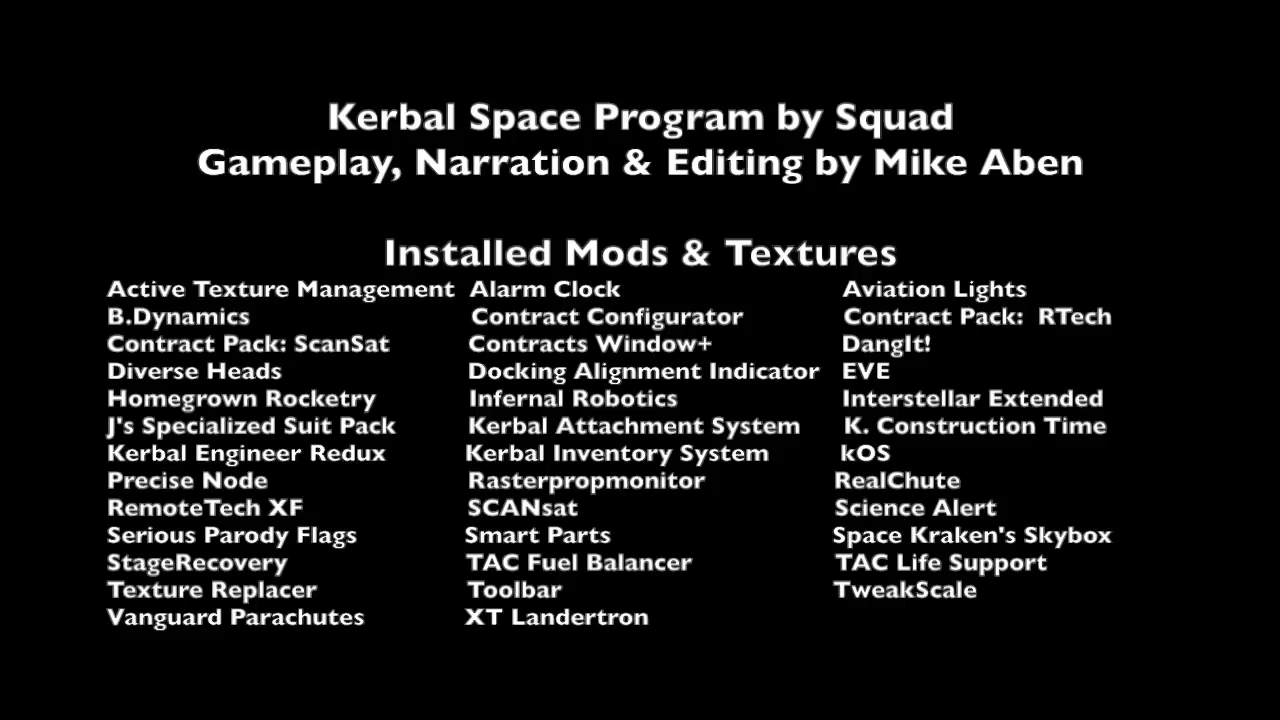 Kerbal Space Program by Squad
Gameplay, Narration & Editing by Mike Aben
Installed Mods & Textures
Active Texture Management Alarm Clock Aviation Lights
B.Dynamics Contract Configurator Contract Pack: RTech
Contract Pack: ScanSat Contracts Window+ DangIt!
Diverse Heads Docking Alignment Indicator EVE
Homegrown Rocketry Infernal Robotics Interstellar Extended
J's Specialized Suit Pack Kerbal Attachment System K. Construction Time
Kerbal Engineer Redux Kerbal Inventory System kOS
Precise Node Rasterpropmonitor RealChute
RemoteTech XF SCANsat Science Alert
Serious Parody Flags Smart Parts Space Kraken's Skybox
StageRecovery TAC Fuel Balancer TAC Life Support
Texture Replacer Toolbar TweakScale
Vanguard Parachutes XT Landertron